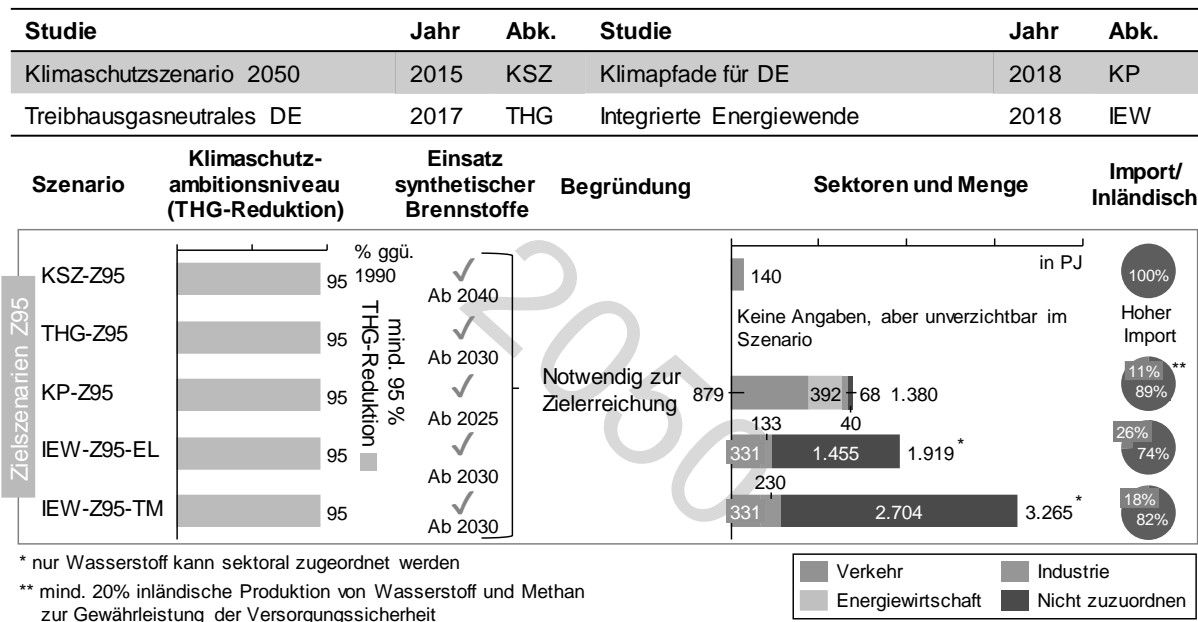 Studie Jahr Abk. Studie Jahr Abk.
Klimaschutzszenario 2050 2015 KSZ Klimapfade für DE 2018 KP
Treibhausgasneutrales DE 2017 THG Integrierte Energiewende 2018 IEW
Szenario
Klimaschutz-
ambitionsniveau
(THG-Reduktion)
Einsatz
synthetischer
Brennstoffe
Begründung
Sektoren und Menge
Import/
Inländisch
Zielszenarien Z95
2050
% ggü.
1990
mind. 95 %
THG-Reduktion
in PJ
KSZ-Z95 95 Ab 2040 140 100%
THG-Z95 95 Ab 2030
Keine Angaben, aber unverzichtbar im
Szenario
Hoher
Import
KP-Z95 95 Ab 2025 879 392 68 1.380
40
11% **
89%
Notwendig zur
Zielerreichung
IEW-Z95-EL 95 Ab 2030
133
331 1.455 1.919 *
26%
74%
IEW-Z95-TM 95 Ab 2030
230
331 2.704 3.265 *
18%
82%
* nur Wasserstoff kann sektoral zugeordnet werden
** mind. 20% inländische Produktion von Wasserstoff und Methan
zur Gewährleistung der Versorgungssicherheit
Verkehr Industrie
Energiewirtschaft Nicht zuzuordnen